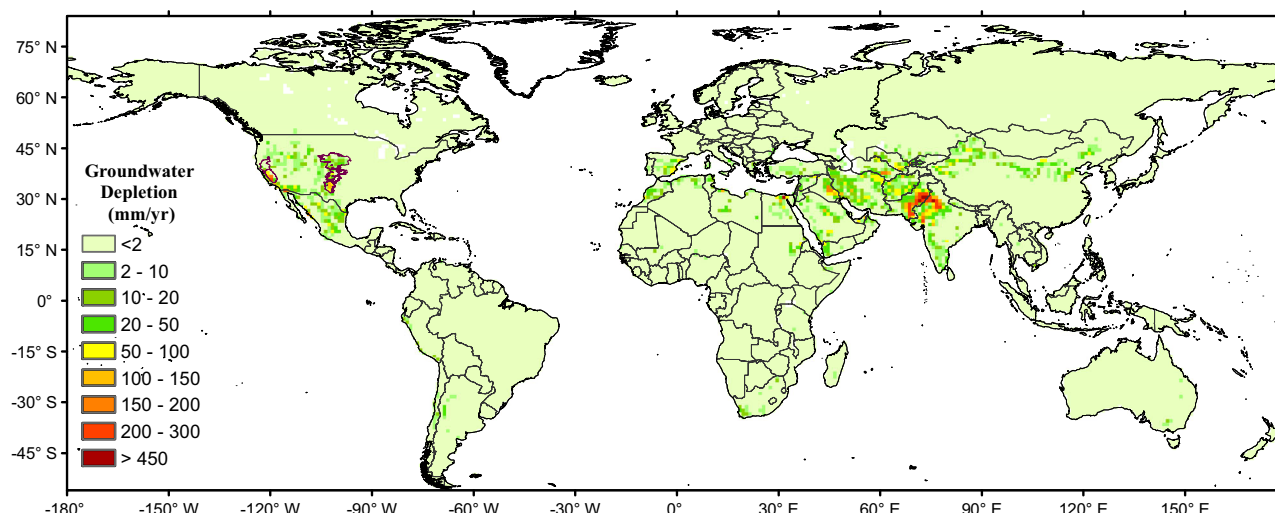 75° N
60° N
45° N
30° N
15° N
0°
-15° S
-30° S
-45° S
Groundwater
Depletion
(mm/yr)
<2
2 - 10
10 - 20
20 - 50
50 - 100
100 - 150
150 - 200
200 - 300
> 450
-180° -150° W -120° W -90° W -60° W -30° W 0° 30° E 60° E 90° E 120° E 150° E